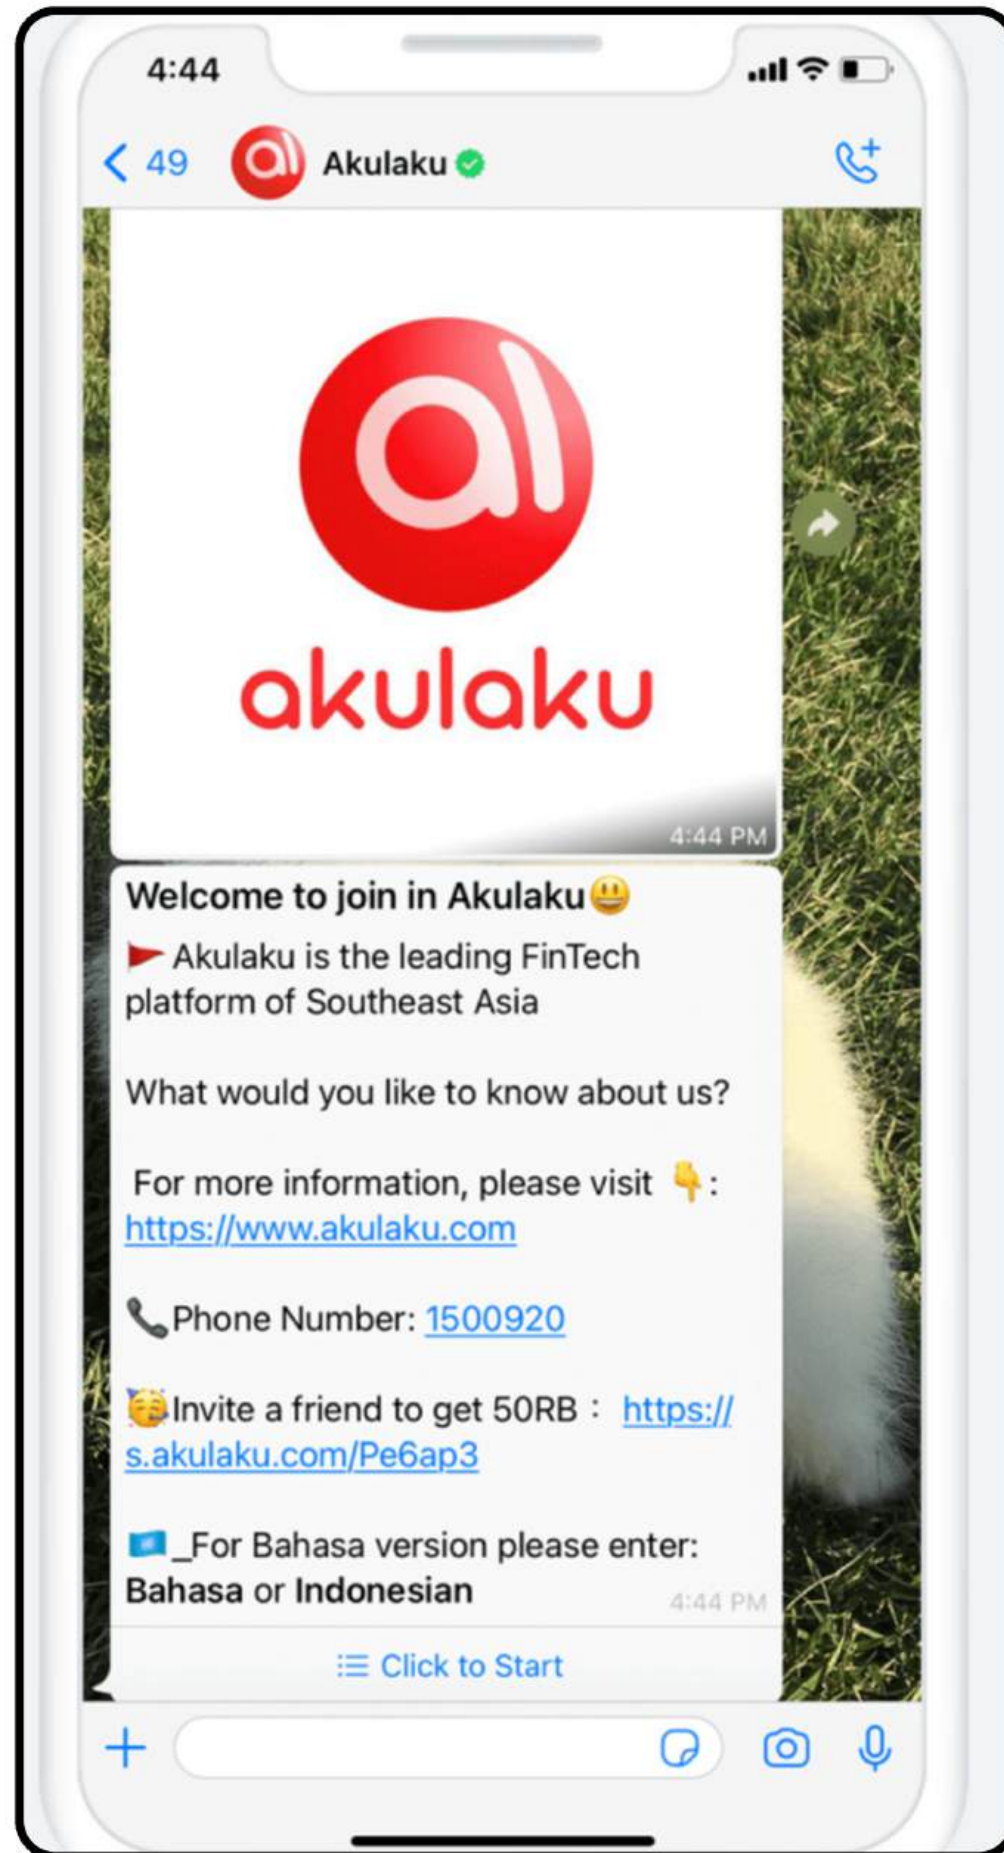 4:44
49
Akulaku
akulaku
4:44 PM
Welcome to join in Akulaku😃
🚩 Akulaku is the leading FinTech
platform of Southeast Asia
What would you like to know about us?
For more information, please visit 👇:
https://www.akulaku.com
📞Phone Number: 1500920
🥳Invite a friend to get 50RB： https://
s.akulaku.com/Pe6ap3
_For Bahasa version please enter:
Bahasa or Indonesian
4:44 PM
Click to Start